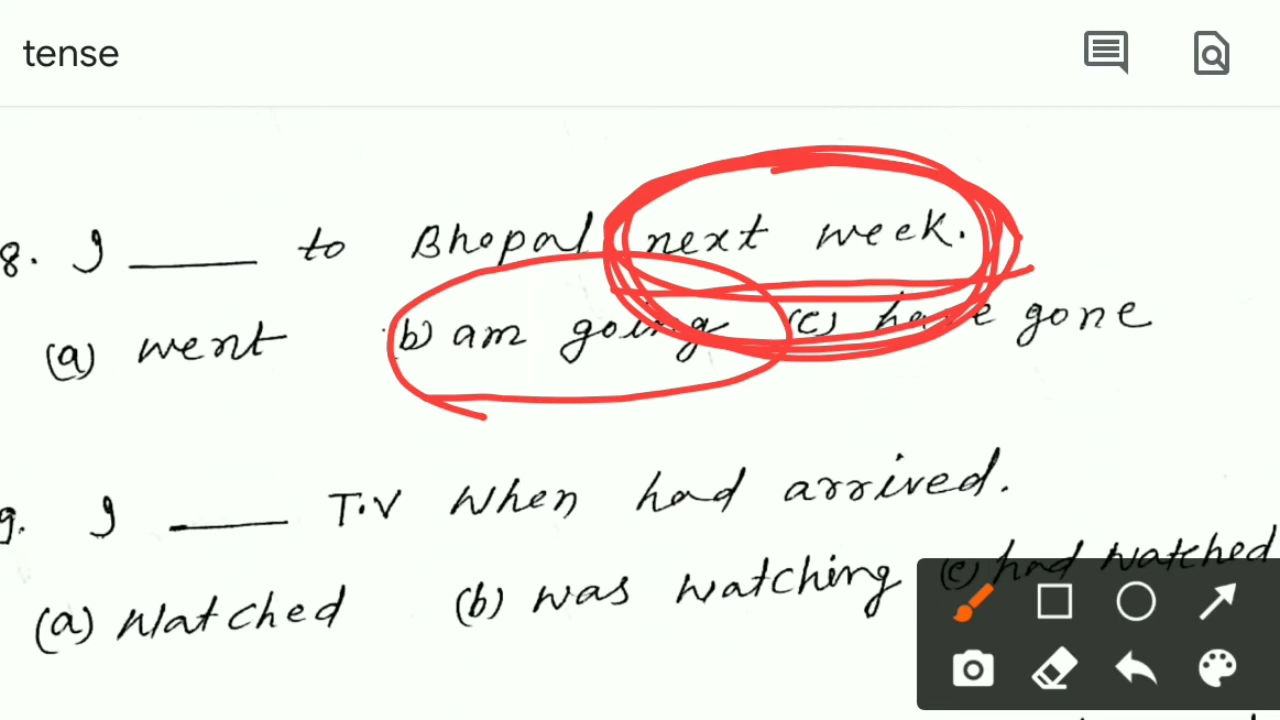 tense
8. I ____ to Bhopal next week.
(a) went (b) am going (c) have gone
9. I ____ T.V When had arrived.
(a) Watched (b) was watching (c) had watched